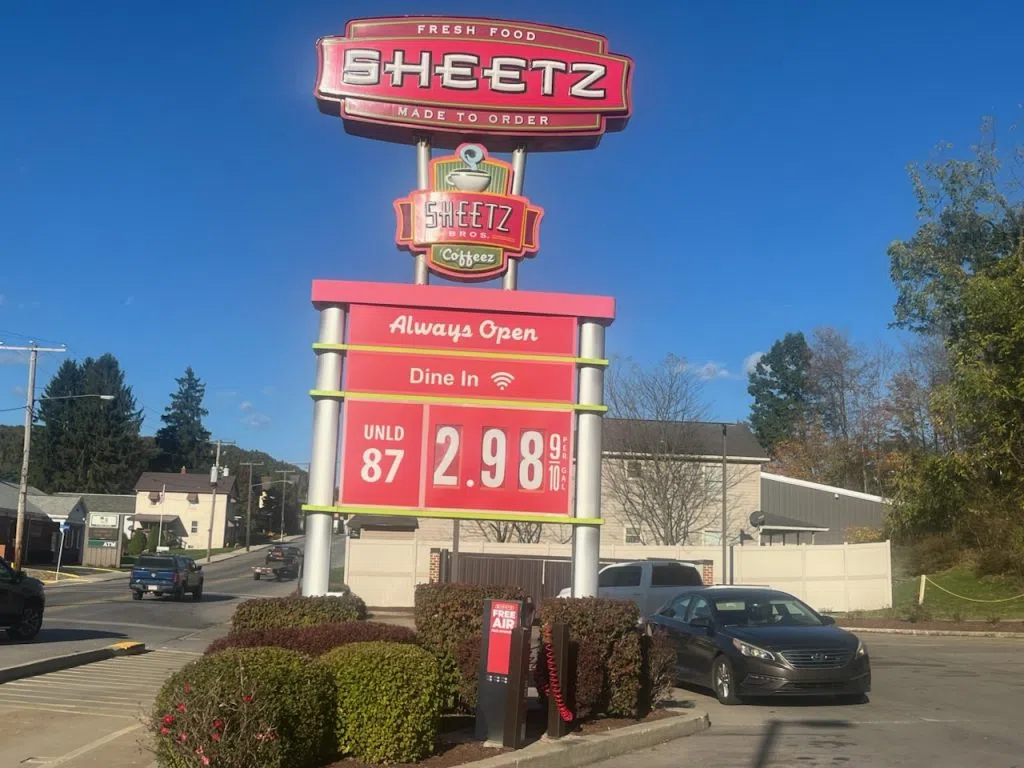 FRESH FOOD
SHEETZ
MADE TO ORDER
SHEETZ
BROS.
Coffeez
Always Open
Dine In
UNLD
87
2.98 9/10
PER GAL
FREE
AIR
ATM